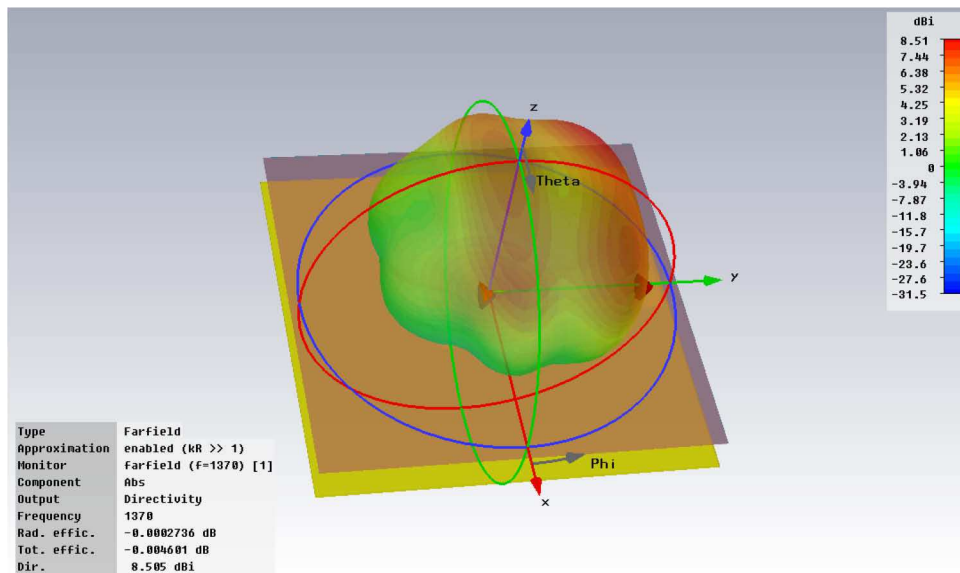 dBi
8.51
7.44
6.38
5.32
4.25
3.19
2.13
1.06
0
-3.94
-7.87
-11.8
-15.7
-19.7
-23.6
-27.6
-31.5
z
Theta
y
Phi
x
Type Farfield
Approximation enabled (kR >> 1)
Monitor farfield (f=1370) [1]
Component Abs
Output Directivity
Frequency 1370
Rad. effic. -0.0002736 dB
Tot. effic. -0.004601 dB
Dir. 8.505 dBi